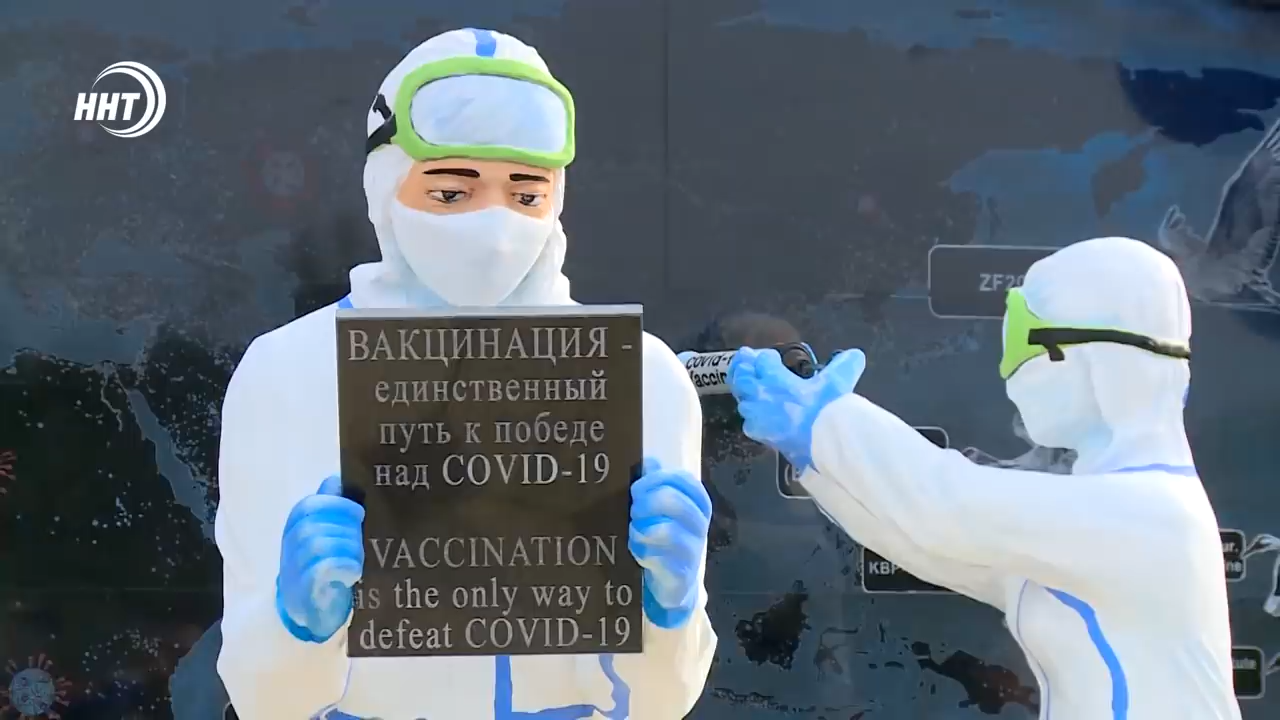 ННТ
ВАКЦИНАЦИЯ -
единственный
путь к победе
над COVID-19
VACCINATION
is the only way to
defeat COVID-19